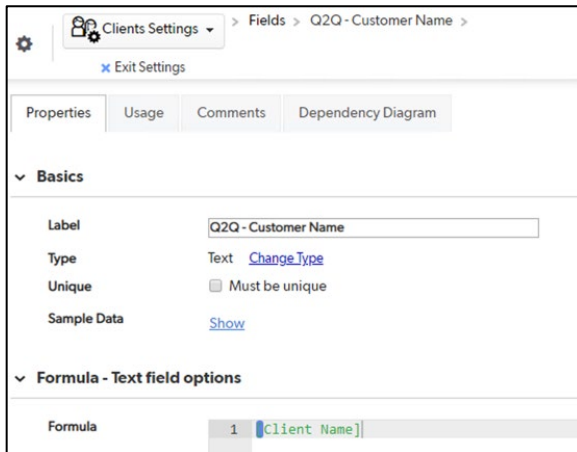 Clients Settings > Fields > Q2Q - Customer Name >
× Exit Settings
Properties Usage Comments Dependency Diagram
Basics
Label Q2Q - Customer Name
Type Text Change Type
Unique Must be unique
Sample Data Show
Formula - Text field options
Formula 1 [Client Name]